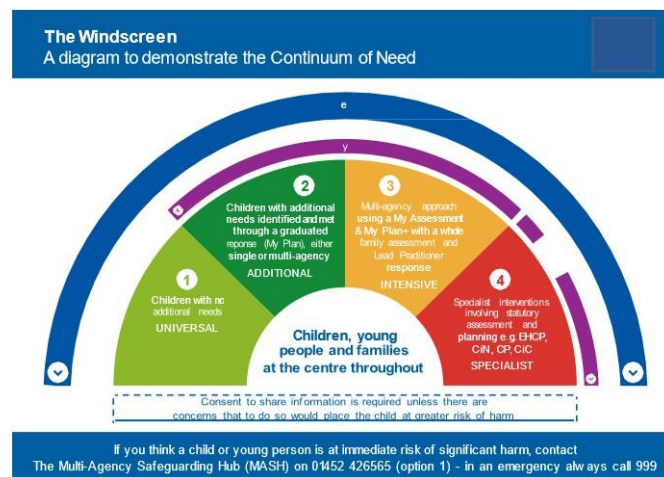 The Windscreen
A diagram to demonstrate the Continuum of Need
e
y
1
Children with no
additional needs
UNIVERSAL
2
Children with additional
needs identified and met
through a graduated
reponse (My Plan), either
single or multi-agency
ADDITIONAL
3
Multi-agency approach
using a My Assessment
& My Plan+ with a whole
family assessment and
Lead Practitioner
response
INTENSIVE
4
Specialist interventions
involving statutory
assessment and
planning e.g. EHCP,
CiN, CP, CiC
SPECIALIST
Children, young
people and families
at the centre throughout
Consent to share information is required unless there are
concerns that to do so would place the child at greater risk of harm
If you think a child or young person is at immediate risk of significant harm, contact
The Multi-Agency Safeguarding Hub (MASH) on 01452 426565 (option 1) - in an emergency always call 999